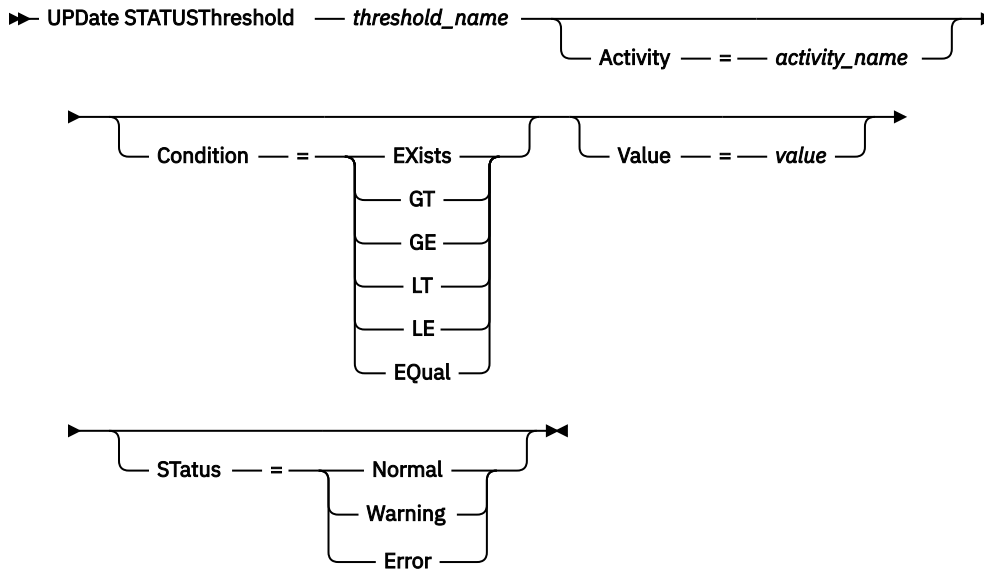 UPDate STATUSThreshold — threshold_name
Activity — = — activity_name
Condition — = EXists
GT
GE
LT
LE
EQual
Value — = — value
STatus — = Normal
Warning
Error